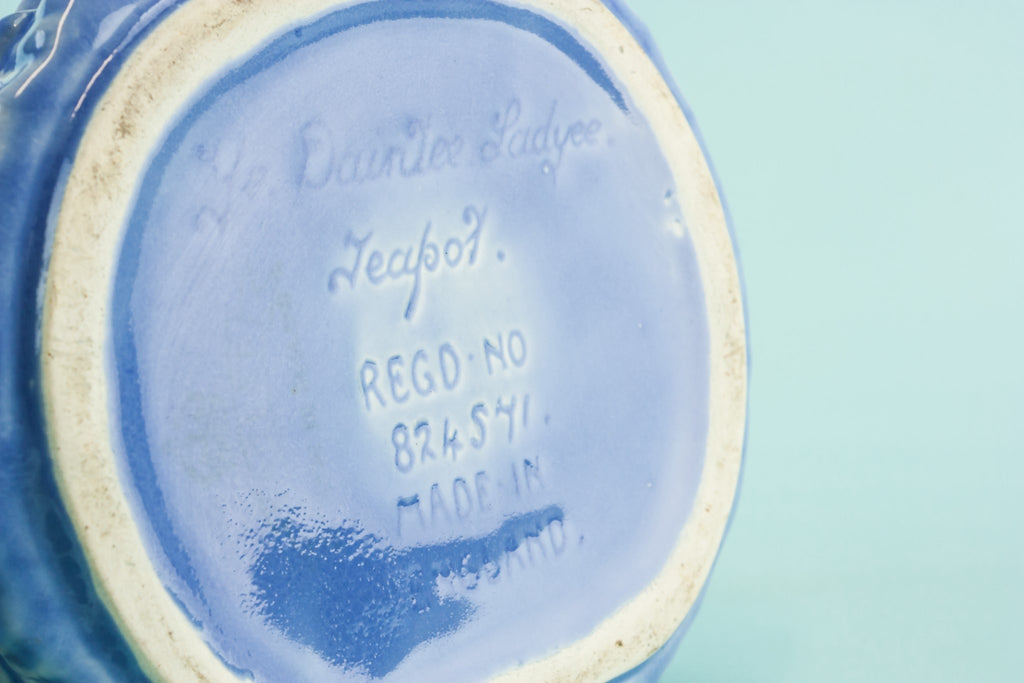 Ye Daintee Ladyee.
Teapot.
REGD. NO
824571.
MADE IN
ENGLAND.